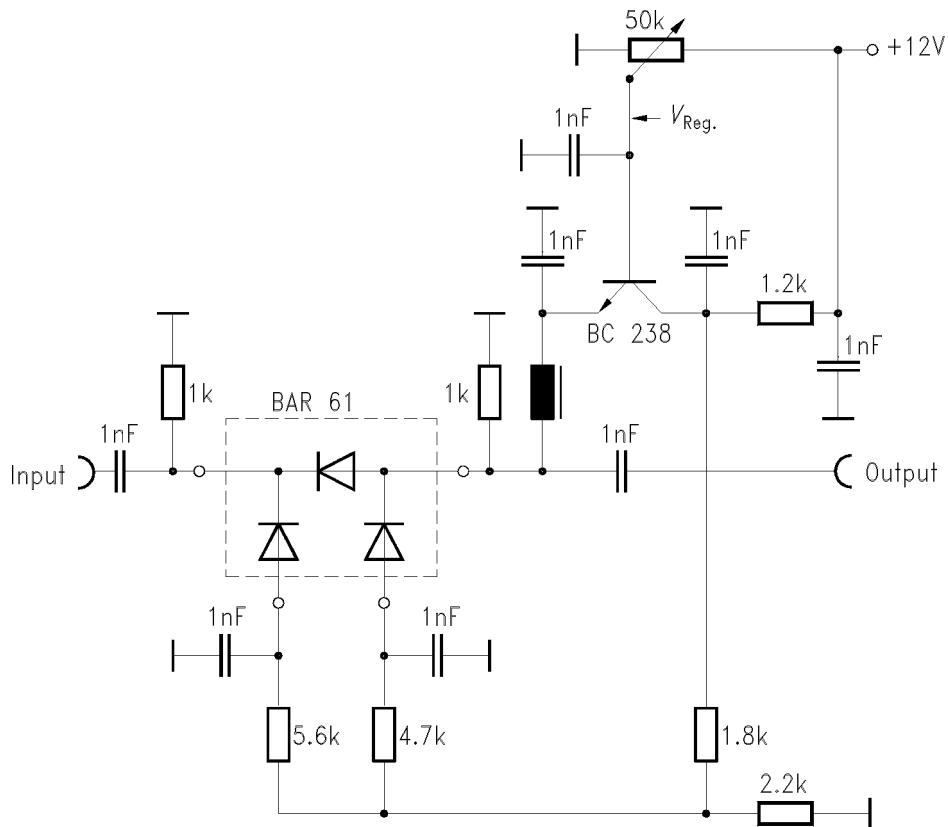 50k
+12V
1nF
VReg.
1nF
1nF
1.2k
BC 238
1nF
1k
BAR 61
1k
1nF
1nF
Input
Output
1nF
1nF
5.6k
4.7k
1.8k
2.2k